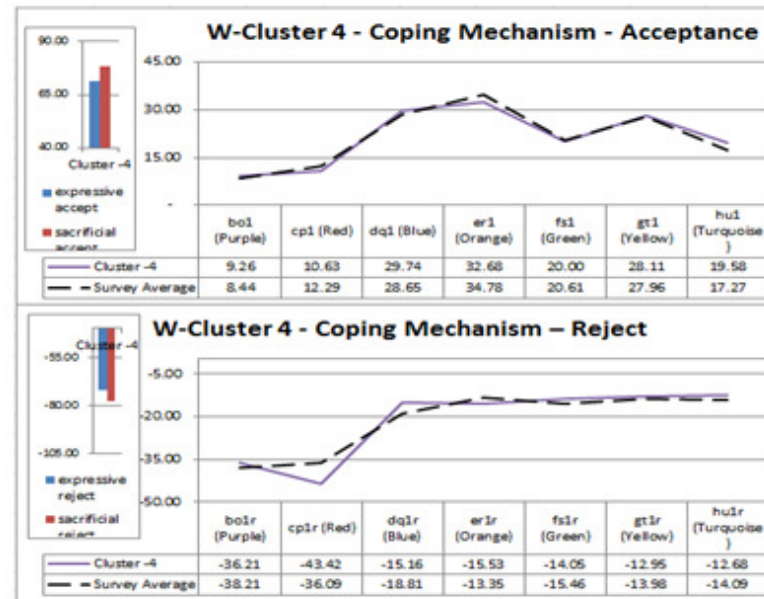 W-Cluster 4 - Coping Mechanism - Acceptance
90.00
65.00
40.00
Cluster -4
expressive
accept
sacrificial
accept
45.00
30.00
15.00
-
bo1 (Purple) cp1 (Red) dq1 (Blue) er1 (Orange) fs1 (Green) gt1 (Yellow) hu1 (Turquoise)
Cluster -4 9.26 10.63 29.74 32.68 20.00 28.11 19.58
Survey Average 8.44 12.29 28.65 34.78 20.61 27.96 17.27
W-Cluster 4 - Coping Mechanism – Reject
Cluster -4
-55.00
-80.00
-105.00
expressive
reject
sacrificial
reject
-5.00
-20.00
-35.00
-50.00
bo1r (Purple) cp1r (Red) dq1r (Blue) er1r (Orange) fs1r (Green) gt1r (Yellow) hu1r (Turquoise)
Cluster -4 -36.21 -43.42 -15.16 -15.53 -14.05 -12.95 -12.68
Survey Average -38.21 -36.09 -18.81 -13.35 -15.46 -13.98 -14.09